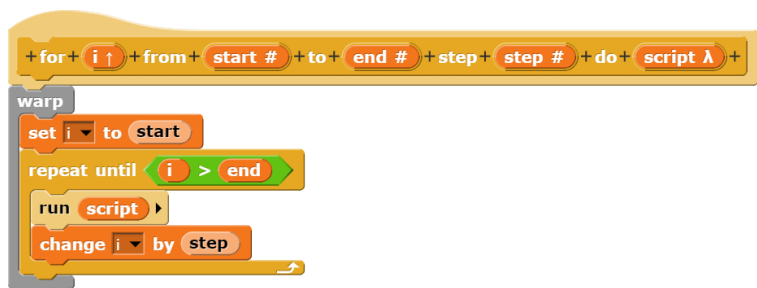 +for+ i ↑ +from+ start # +to+ end # +step+ step # +do+ script λ +
warp
set i to start
repeat until i > end
run script
change i by step